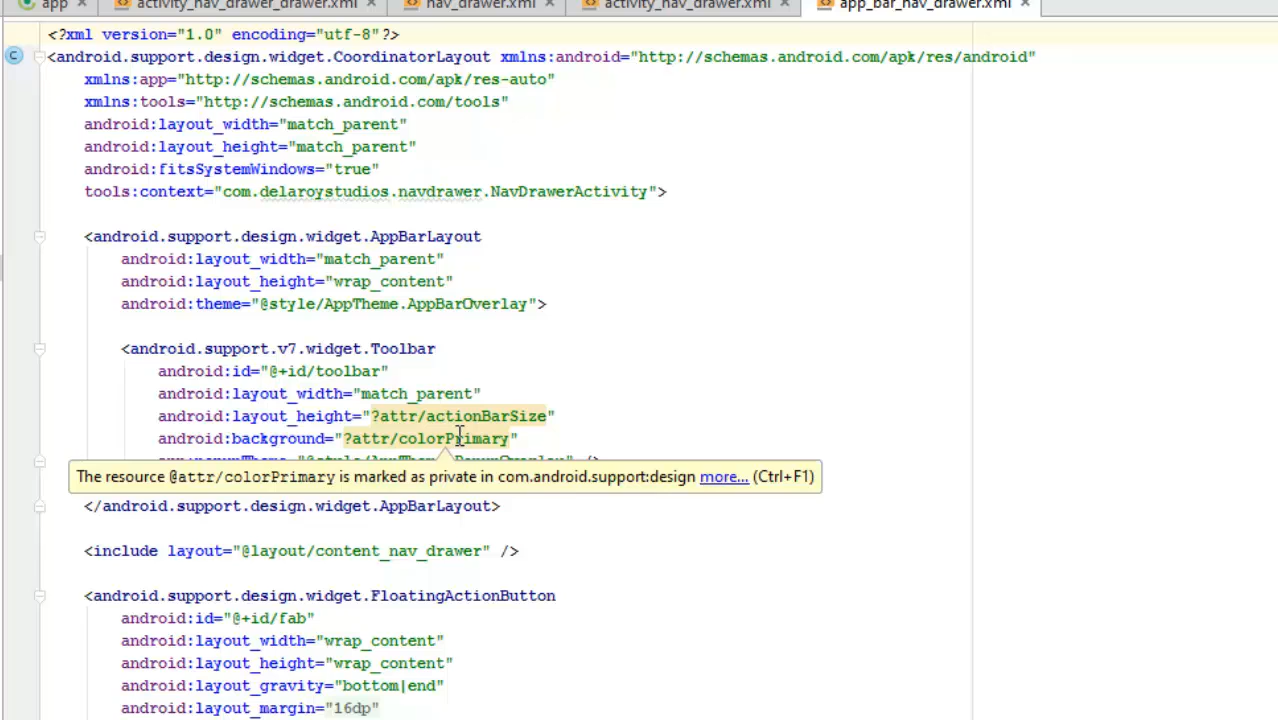 app activity_nav_drawer_drawer.xml nav_drawer.xml activity_nav_drawer.xml app_bar_nav_drawer.xml
<?xml version="1.0" encoding="utf-8"?>
C <android.support.design.widget.CoordinatorLayout xmlns:android="http://schemas.android.com/apk/res/android"
xmlns:app="http://schemas.android.com/apk/res-auto"
xmlns:tools="http://schemas.android.com/tools"
android:layout_width="match_parent"
android:layout_height="match_parent"
android:fitsSystemWindows="true"
tools:context="com.delaroystudios.navdrawer.NavDrawerActivity">
<android.support.design.widget.AppBarLayout
android:layout_width="match_parent"
android:layout_height="wrap_content"
android:theme="@style/AppTheme.AppBarOverlay">
<android.support.v7.widget.Toolbar
android:id="@+id/toolbar"
android:layout_width="match_parent"
android:layout_height="?attr/actionBarSize"
android:background="?attr/colorPrimary"
The resource @attr/colorPrimary is marked as private in com.android.support:design more... (Ctrl+F1)
</android.support.design.widget.AppBarLayout>
<include layout="@layout/content_nav_drawer" />
<android.support.design.widget.FloatingActionButton
android:id="@+id/fab"
android:layout_width="wrap_content"
android:layout_height="wrap_content"
android:layout_gravity="bottom|end"
android:layout_margin="16dp"